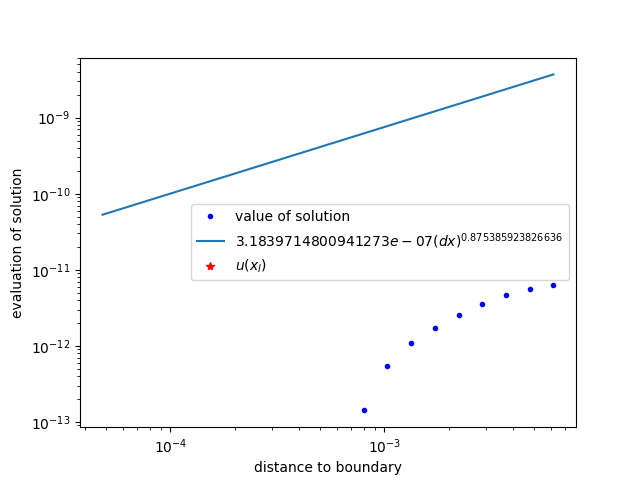 10^{-9}
10^{-10}
10^{-11}
10^{-12}
10^{-13}
evaluation of solution
value of solution
3.1839714800941273e − 07(dx)^{0.875385923826636}
u(x_l)
10^{-4}
10^{-3}
distance to boundary